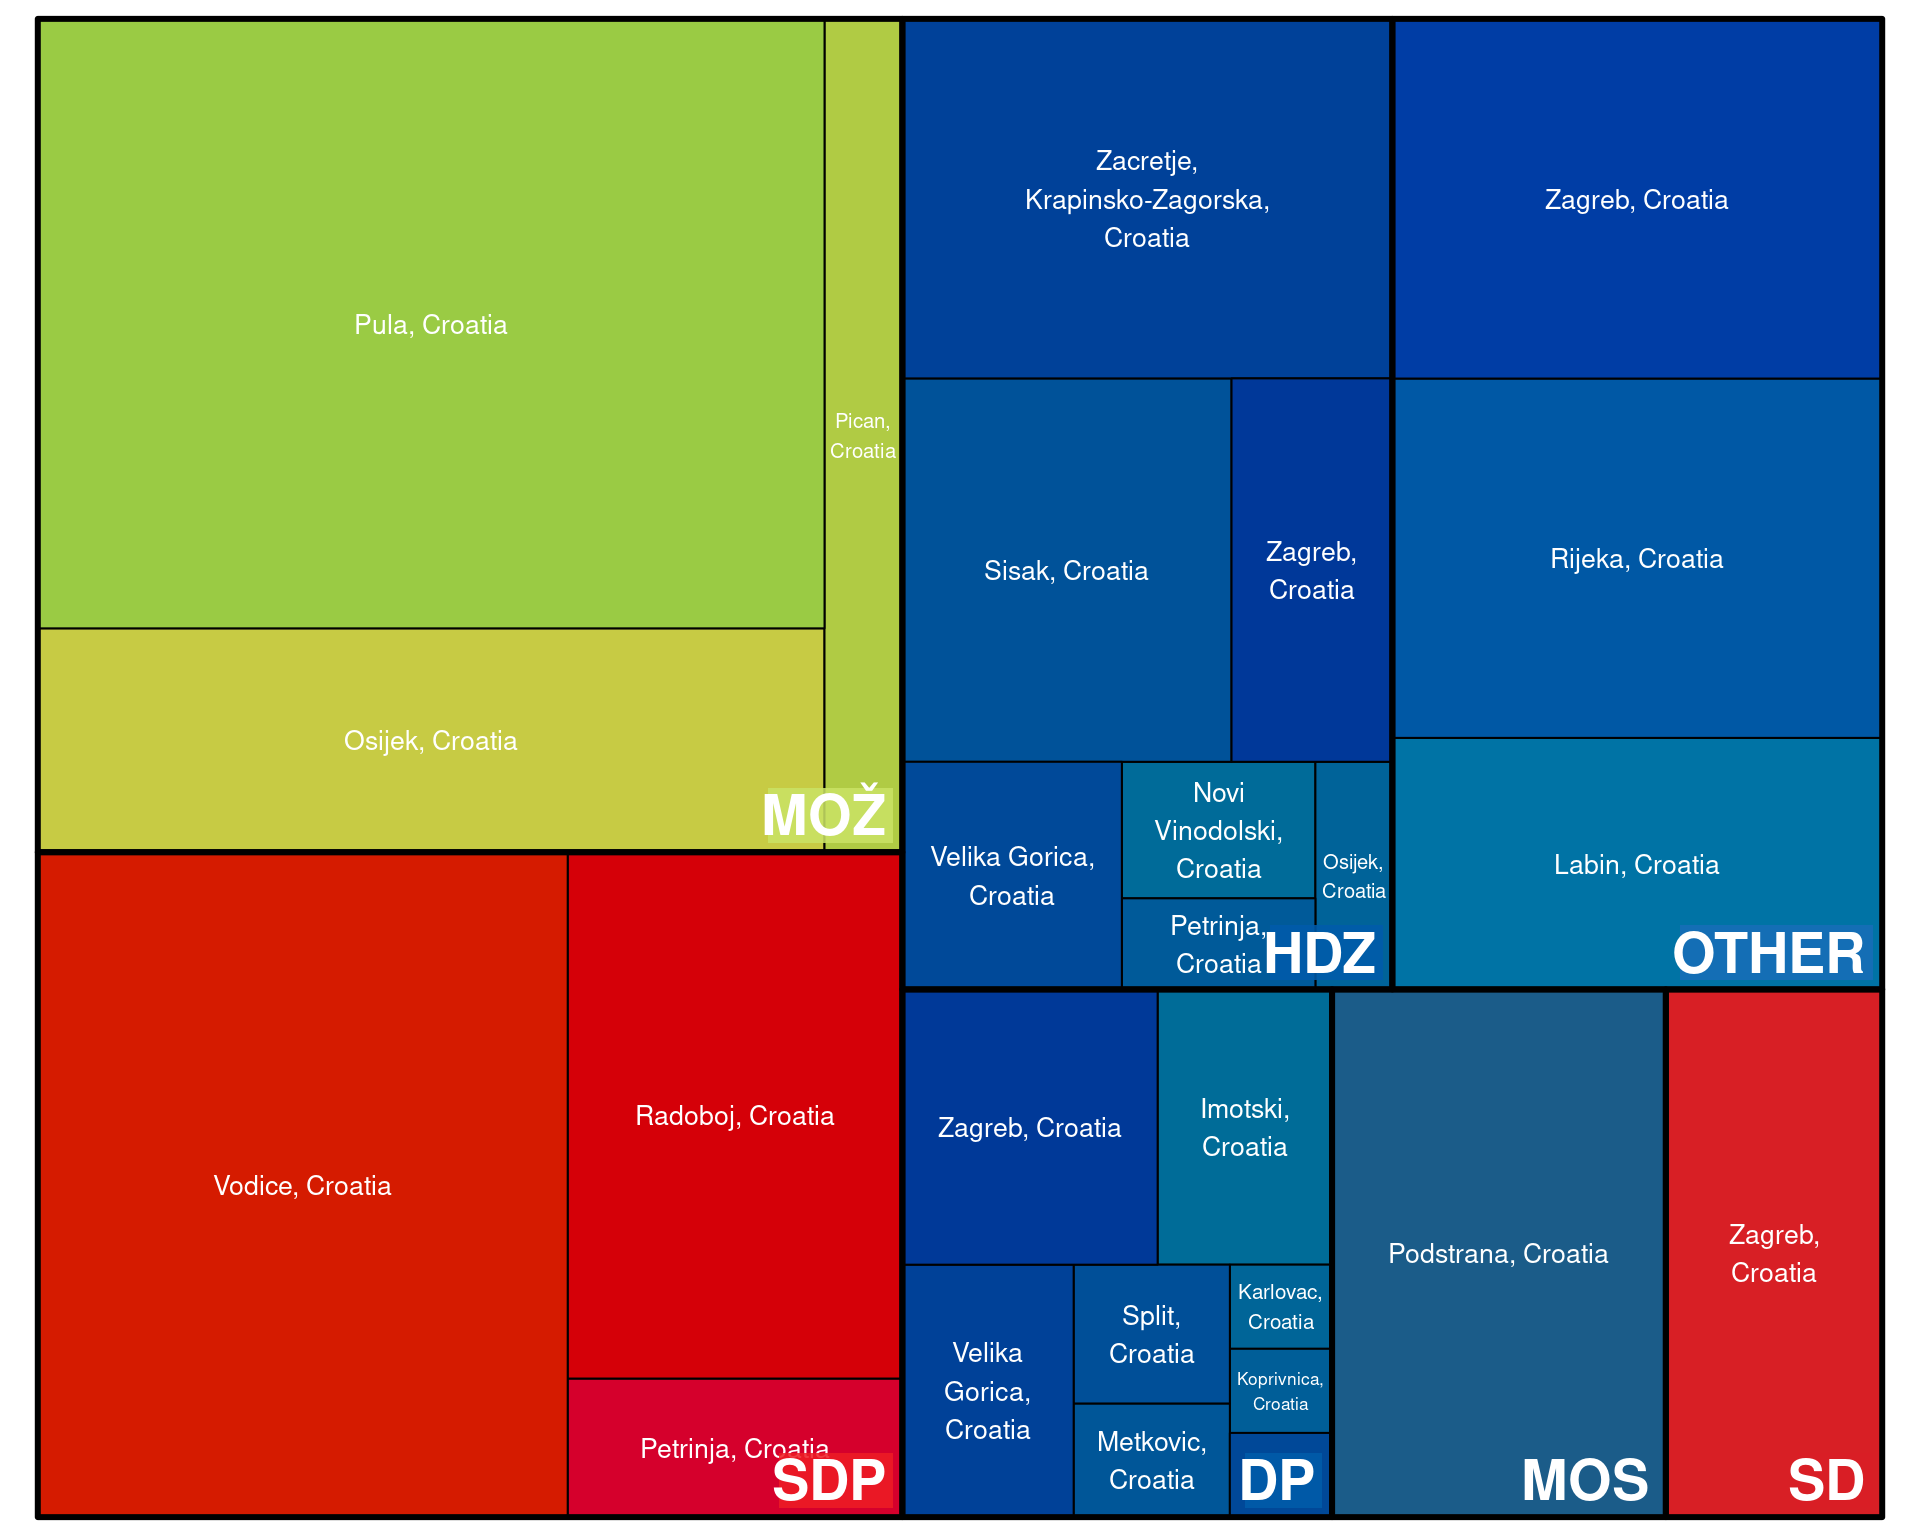 Pula, Croatia
Pican,
Croatia
Osijek, Croatia
MOŽ
Vodice, Croatia
Radoboj, Croatia
Petrinja, Croatia
SDP
Zacretje,
Krapinsko-Zagorska,
Croatia
Sisak, Croatia
Zagreb,
Croatia
Velika Gorica,
Croatia
Novi
Vinodolski,
Croatia
Petrinja,
Croatia
Osijek,
Croatia
HDZ
Zagreb, Croatia
Rijeka, Croatia
Labin, Croatia
OTHER
Zagreb, Croatia
Imotski,
Croatia
Velika
Gorica,
Croatia
Split,
Croatia
Metkovic,
Croatia
Karlovac,
Croatia
Koprivnica,
Croatia
DP
Podstrana, Croatia
MOS
Zagreb,
Croatia
SD